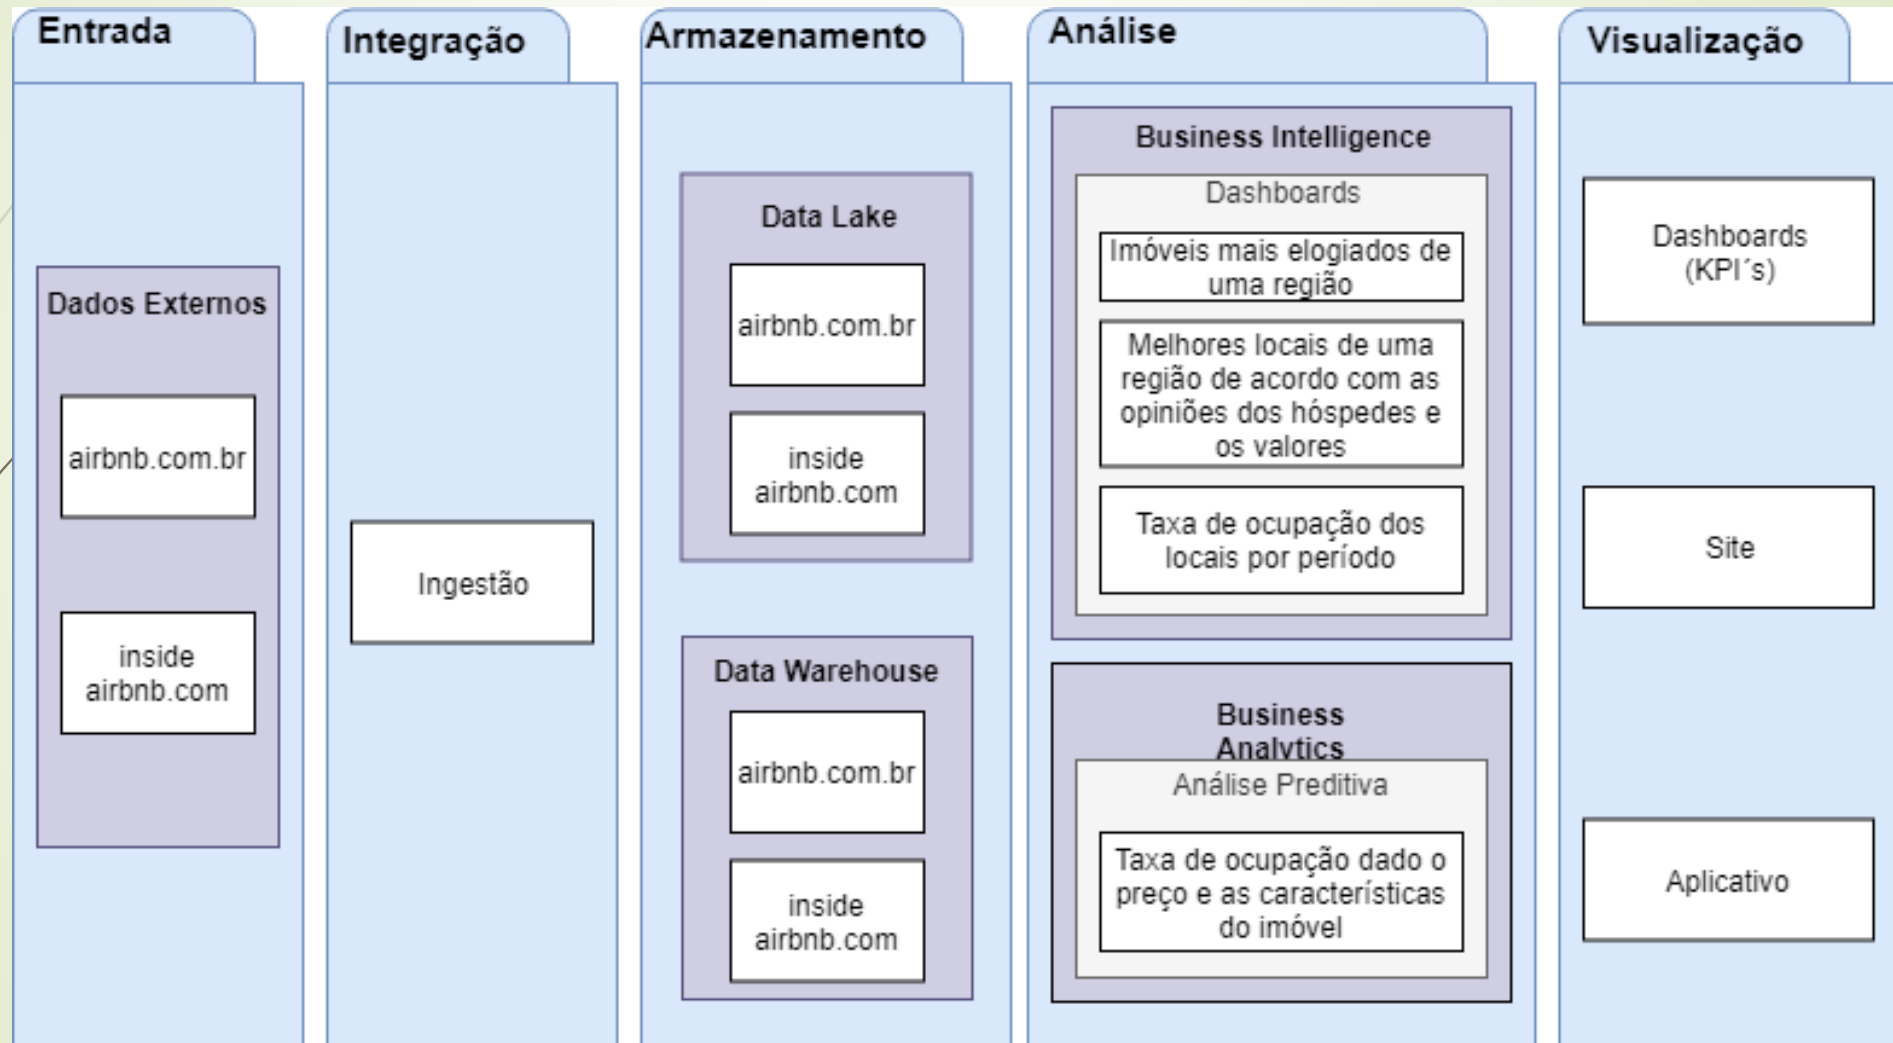 Entrada
Dados Externos
airbnb.com.br
inside
airbnb.com
Integração
Ingestão
Armazenamento
Data Lake
airbnb.com.br
inside
airbnb.com
Data Warehouse
airbnb.com.br
inside
airbnb.com
Análise
Business Intelligence
Dashboards
Imóveis mais elogiados de
uma região
Melhores locais de uma
região de acordo com as
opiniões dos hóspedes e
os valores
Taxa de ocupação dos
locais por período
Business
Analytics
Análise Preditiva
Taxa de ocupação dado o
preço e as característícas
do imóvel
Visualização
Dashboards
(KPI´s)
Site
Aplicativo